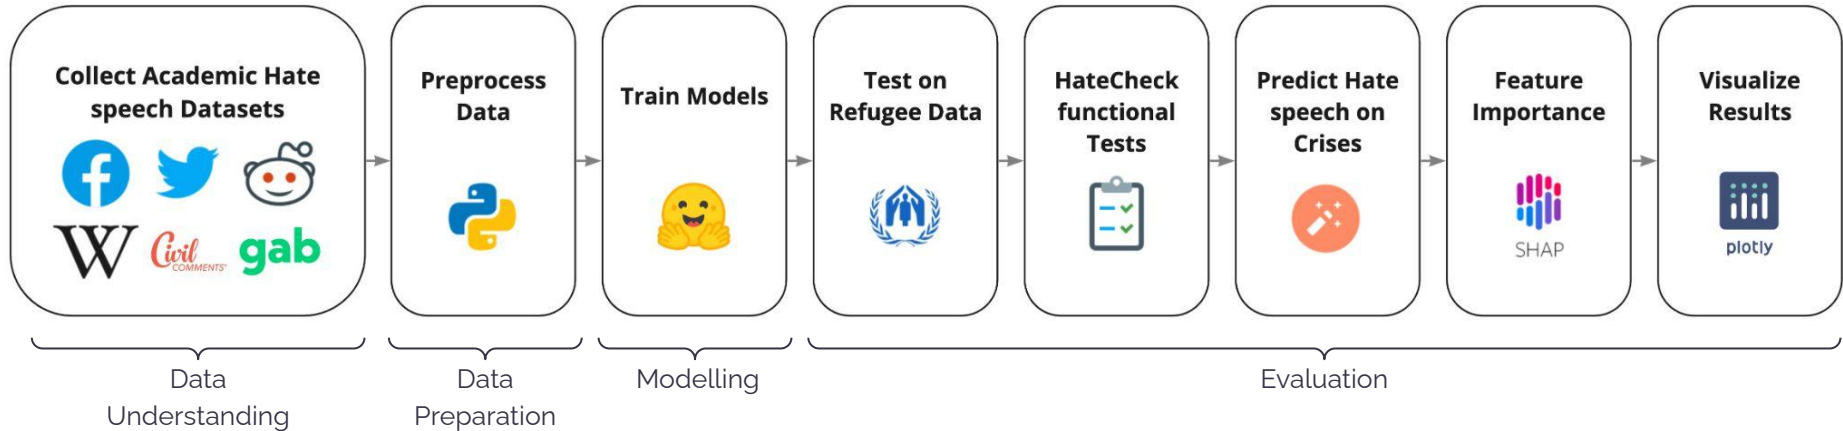 Collect Academic Hate
speech Datasets
W
Civil
COMMENTS
gab
Preprocess
Data
Train Models
Test on
Refugee Data
HateCheck
functional
Tests
Predict Hate
speech on
Crises
Feature
Importance
SHAP
Visualize
Results
plotly
Data
Understanding
Data
Preparation
Modelling
Evaluation